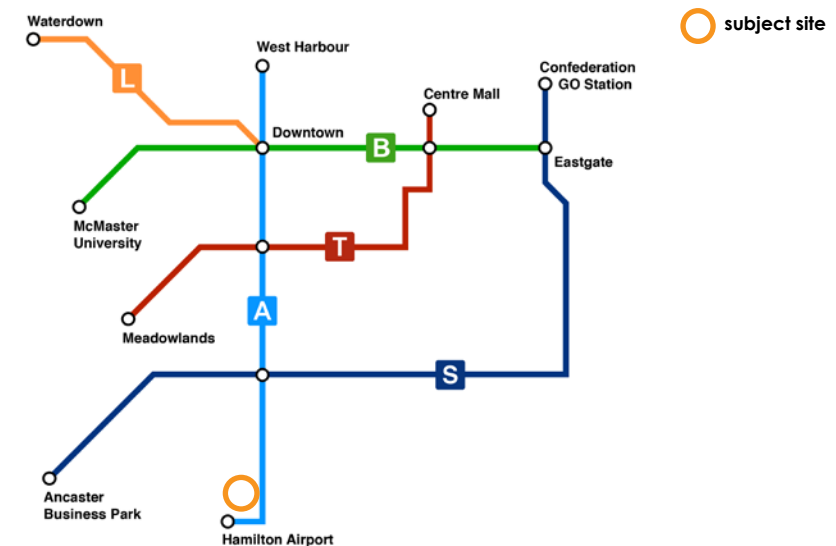 Waterdown
subject site
West Harbour
Confederation
GO Station
L
Centre Mall
Downtown
B
Eastgate
McMaster
University
T
A
Meadowlands
S
Ancaster
Business Park
Hamilton Airport